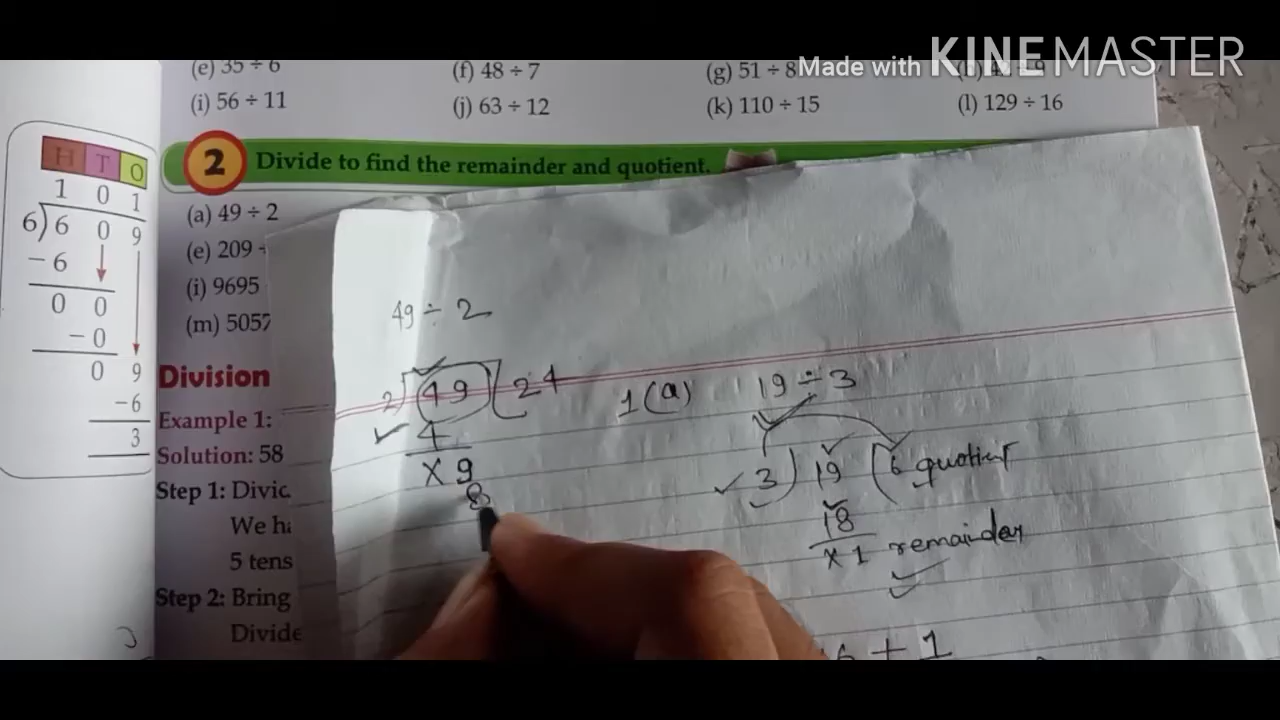 Made with KINEMASTER
(e) 35 ÷ 6 (f) 48 ÷ 7 (g) 51 ÷ 8
(i) 56 ÷ 11 (j) 63 ÷ 12 (k) 110 ÷ 15 (l) 129 ÷ 16
2 Divide to find the remainder and quotient.
(a) 49 ÷ 2
(e) 209 ÷
(i) 9695
(m) 5057
Division
Example 1:
Solution: 58
Step 1:
We
5 tens
Step 2: Bring
Divide
H T O
1 0 1
6) 6 0 9
−6
0 0
−0
0 9
−6
3
49 ÷ 2
2) 49 ( 24
4
× 9
8
1 (a) 19 ÷ 3
3) 19 ( 6 quotient
18
× 1 remainder
+ 1